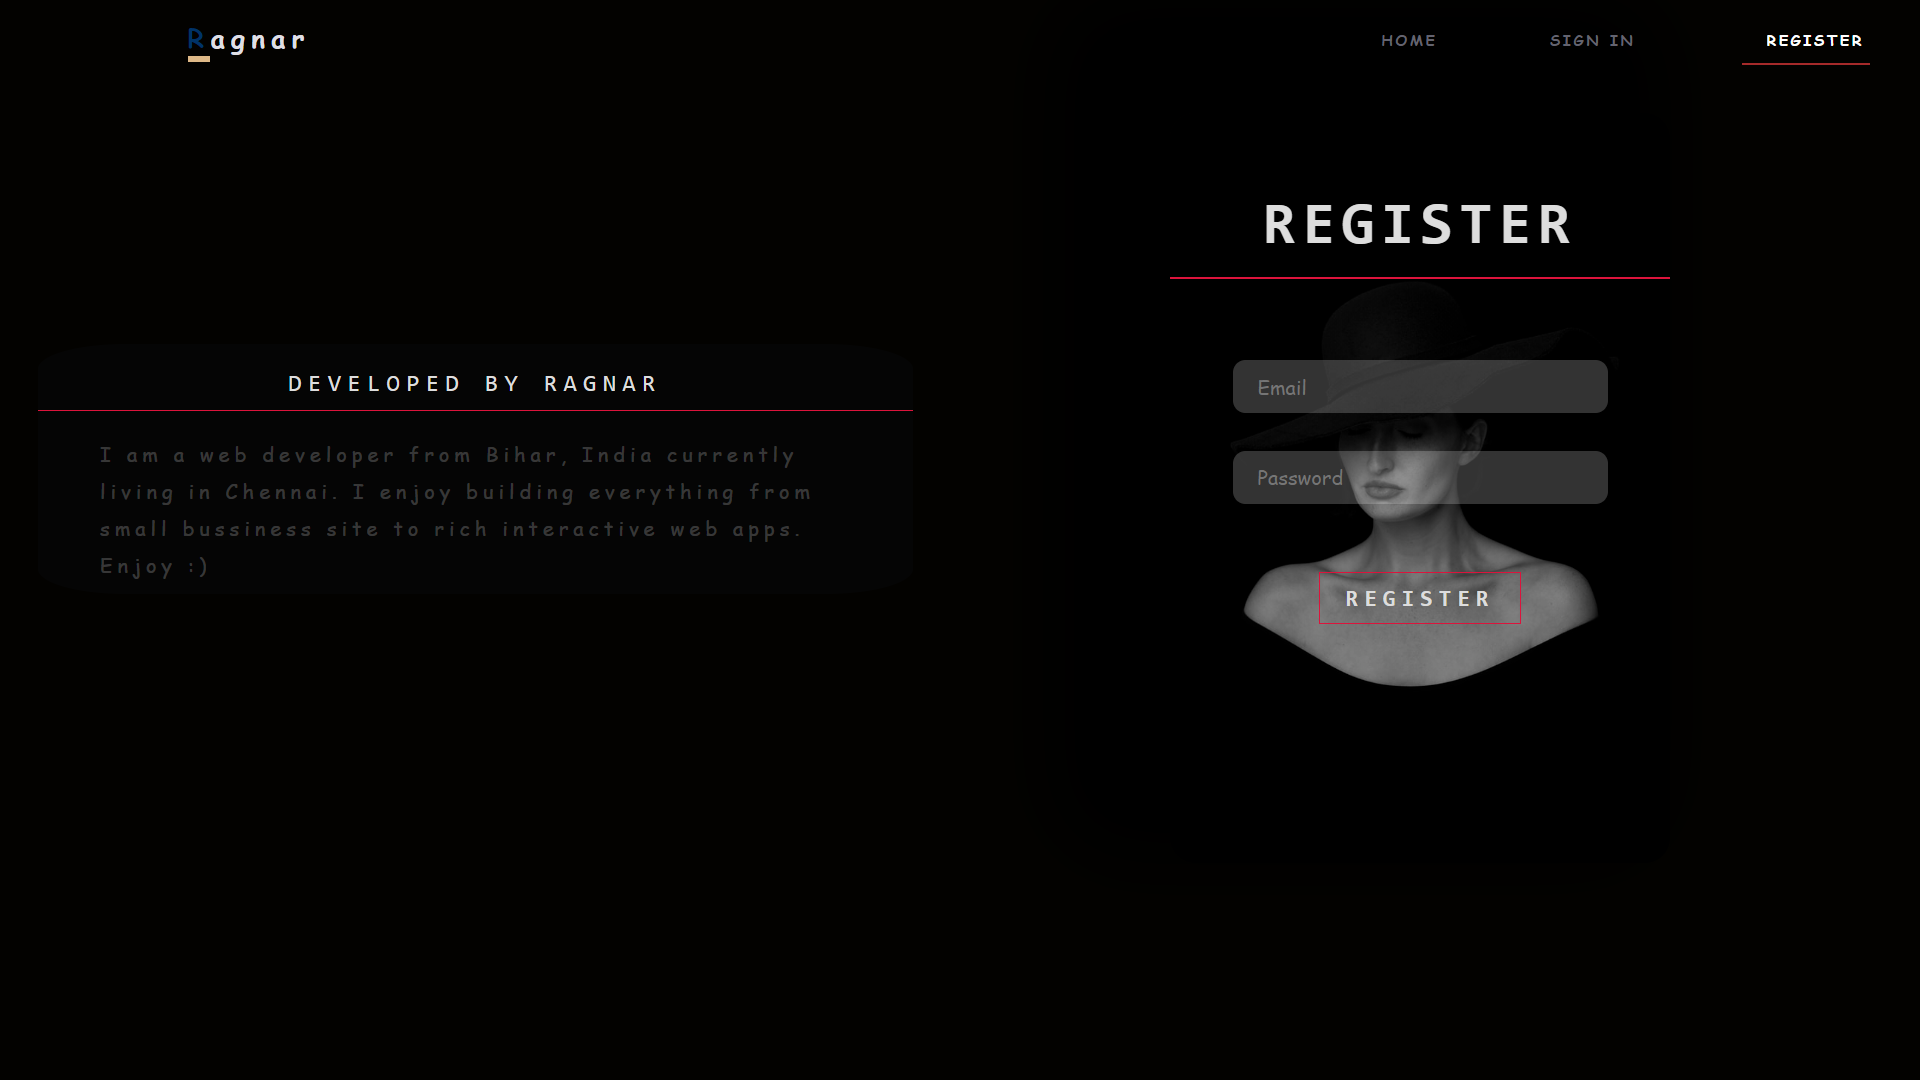 Ragnar
HOME
SIGN IN
REGISTER
REGISTER
DEVELOPED BY RAGNAR
I am a web developer from Bihar, India currently
living in Chennai. I enjoy building everything from
small bussiness site to rich interactive web apps.
Enjoy :)
Email
Password
REGISTER